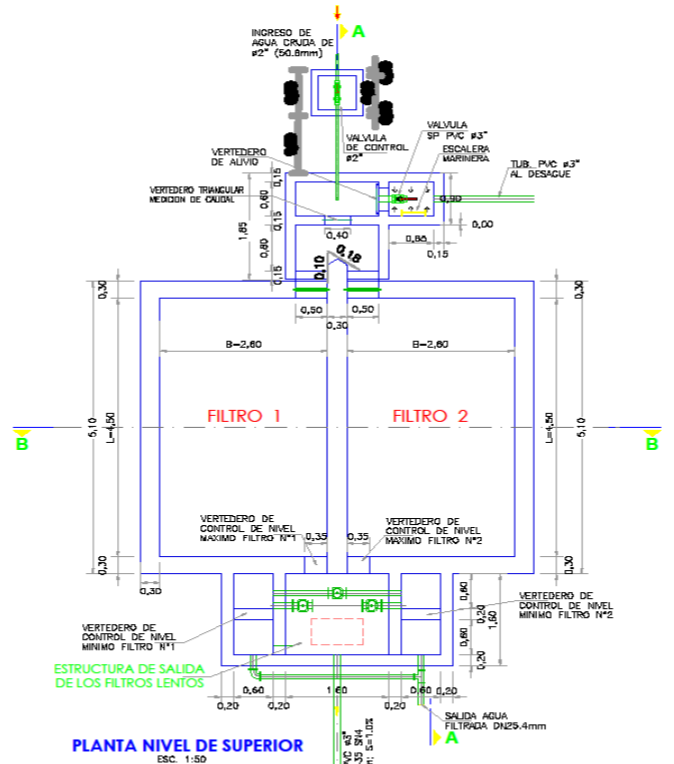 INGRESO DE
AGUA CRUDA DE
ø2" (50.8mm)
A
VALVULA
DE CONTROL
ø2"
VALVULA
SP PVC ø3"
ESCALERA
MARINERA
VERTEDERO
DE ALIVIO
TUB. PVC ø3"
AL DESAGUE
VERTEDERO TRIANGULAR
MEDICION DE CAUDAL
0,15
0,60
0,15
1,85
0,80
0,15
0,90
0,00
0,40
0,15
0,10
0,18
0,30
0,50
0,50
0,30
0,30
B=2,60
B=2,60
FILTRO 1
FILTRO 2
5,10
L=4,50
L=4,50
5,10
B
B
VERTEDERO DE
CONTROL DE NIVEL
MAXIMO FILTRO N°1
0,35
0,35
VERTEDERO DE
CONTROL DE NIVEL
MAXIMO FILTRO N°2
0,30
0,30
0,30
0,60
0,20
1,60
0,60
0,20
VERTEDERO DE
CONTROL DE NIVEL
MINIMO FILTRO N°1
VERTEDERO DE
CONTROL DE NIVEL
MINIMO FILTRO N°2
ESTRUCTURA DE SALIDA
DE LOS FILTROS LENTOS
0,60
1,60
0,60
0,20
0,20
0,20
0,20
0,20
SALIDA AGUA
FILTRADA DN25.4mm
A
PLANTA NIVEL DE SUPERIOR
ESC. 1:50